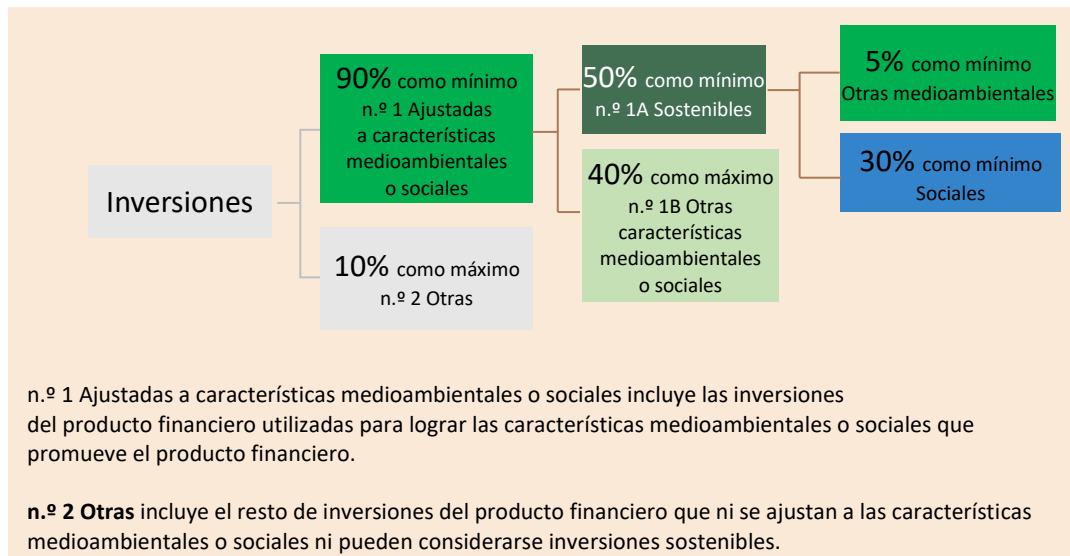 Inversiones
90% como mínimo
n.º 1 Ajustadas
a características
medioambientales
o sociales
10% como máximo
n.º 2 Otras
50% como mínimo
n.º 1A Sostenibles
40% como máximo
n.º 1B Otras
características
medioambientales
o sociales
5% como mínimo
Otras medioambientales
30% como mínimo
Sociales
n.º 1 Ajustadas a características medioambientales o sociales incluye las inversiones
del producto financiero utilizadas para lograr las características medioambientales o sociales que
promueve el producto financiero.
n.º 2 Otras incluye el resto de inversiones del producto financiero que ni se ajustan a las características
medioambientales o sociales ni pueden considerarse inversiones sostenibles.